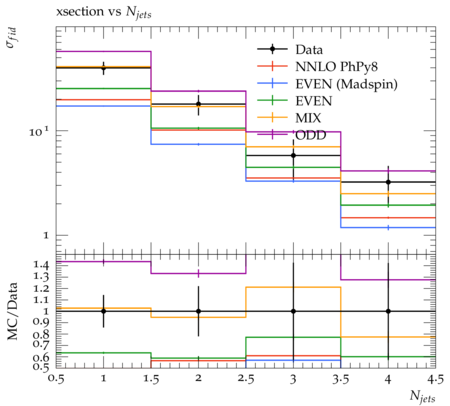 xsection vs N_jets
σ_fid
Data
NNLO PhPy8
EVEN (Madspin)
EVEN
MIX
ODD
10^1
1
MC/Data
1.4
1.3
1.2
1.1
1
0.9
0.8
0.7
0.6
0.5
0.5 1 1.5 2 2.5 3 3.5 4 4.5
N_jets